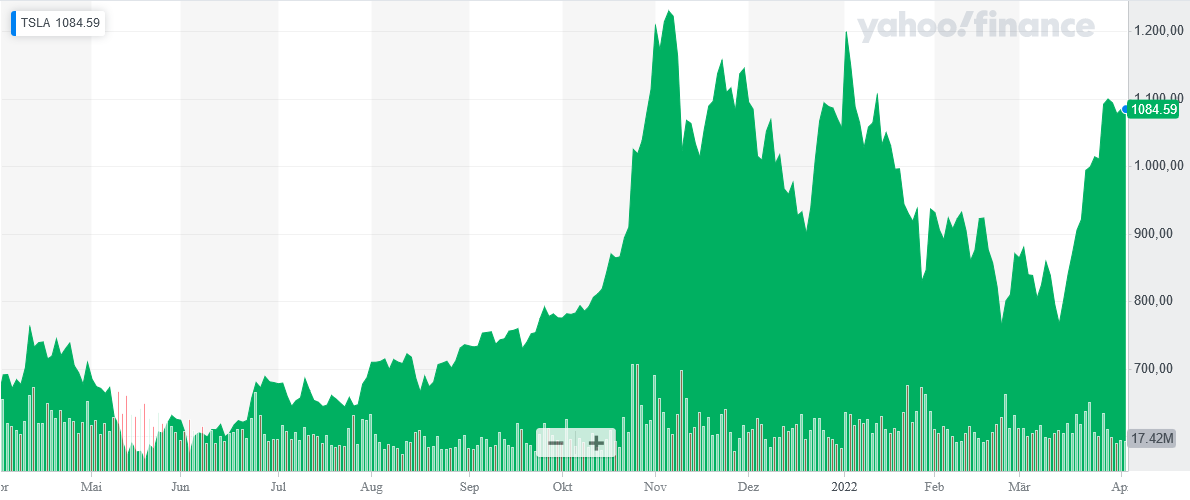 TSLA 1084.59
yahoo!finance
1.200,00
1.100,00
1084.59
1.000,00
900,00
800,00
700,00
17.42M
Mai Jun Jul Aug Sep Okt Nov Dez 2022 Feb Mär Ap